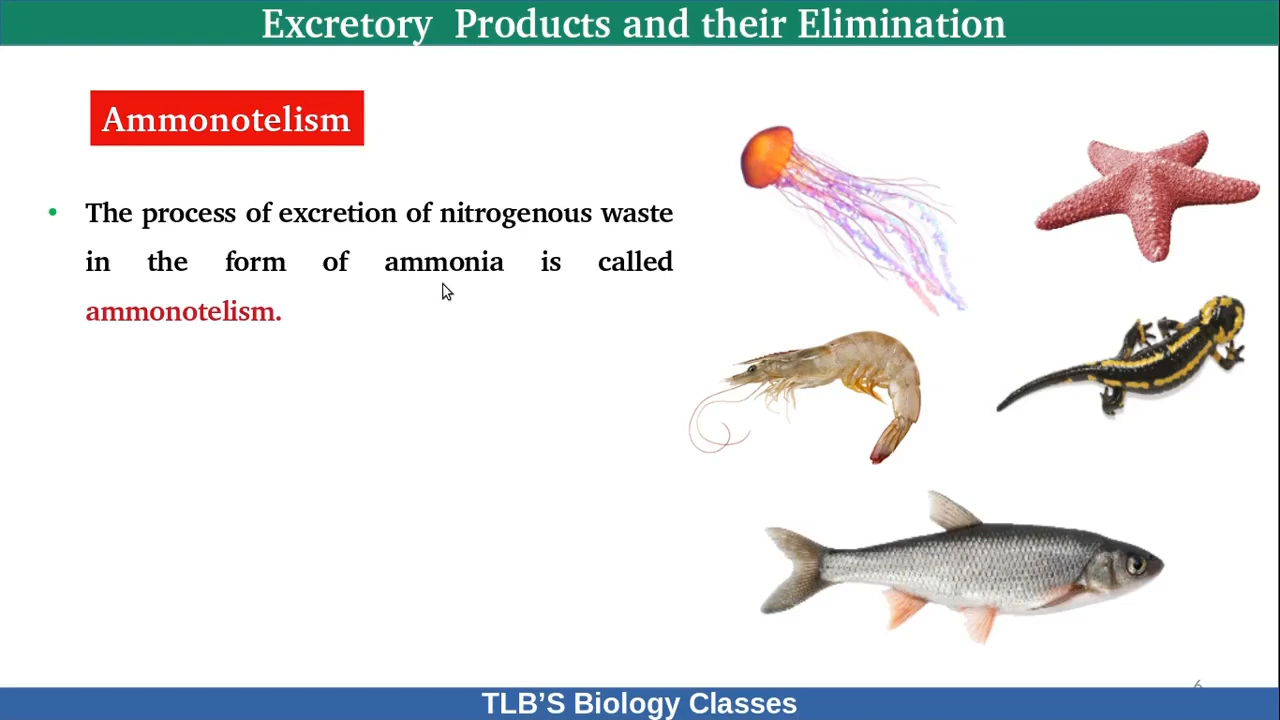 Excretory Products and their Elimination
Ammonotelism
• The process of excretion of nitrogenous waste
in the form of ammonia is called
ammonotelism.
6
TLB’S Biology Classes